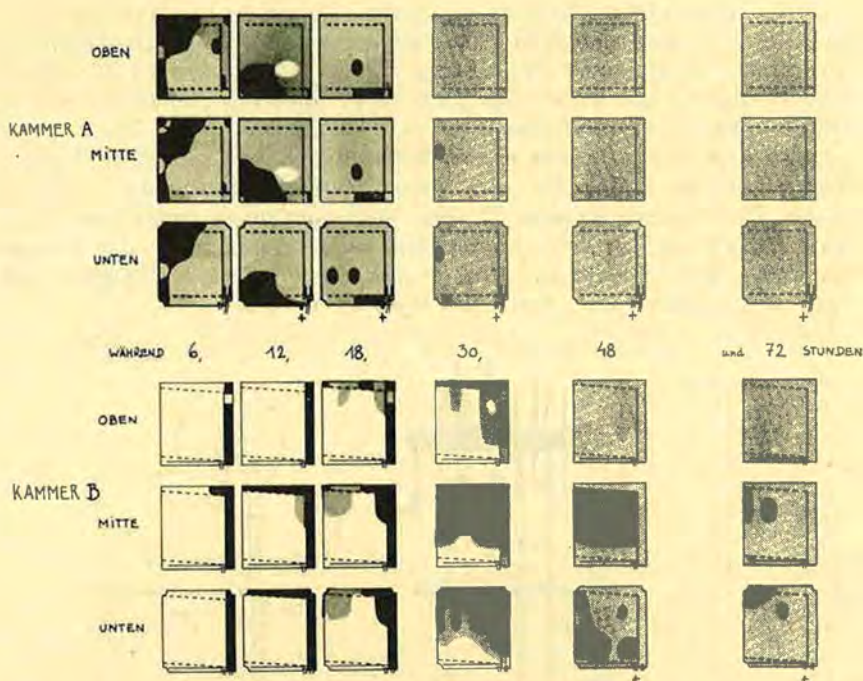 OBEN
KAMMER A
MITTE
UNTEN
WÄHREND 6, 12, 18, 30, 48 und 72 STUNDEN
OBEN
KAMMER B
MITTE
UNTEN